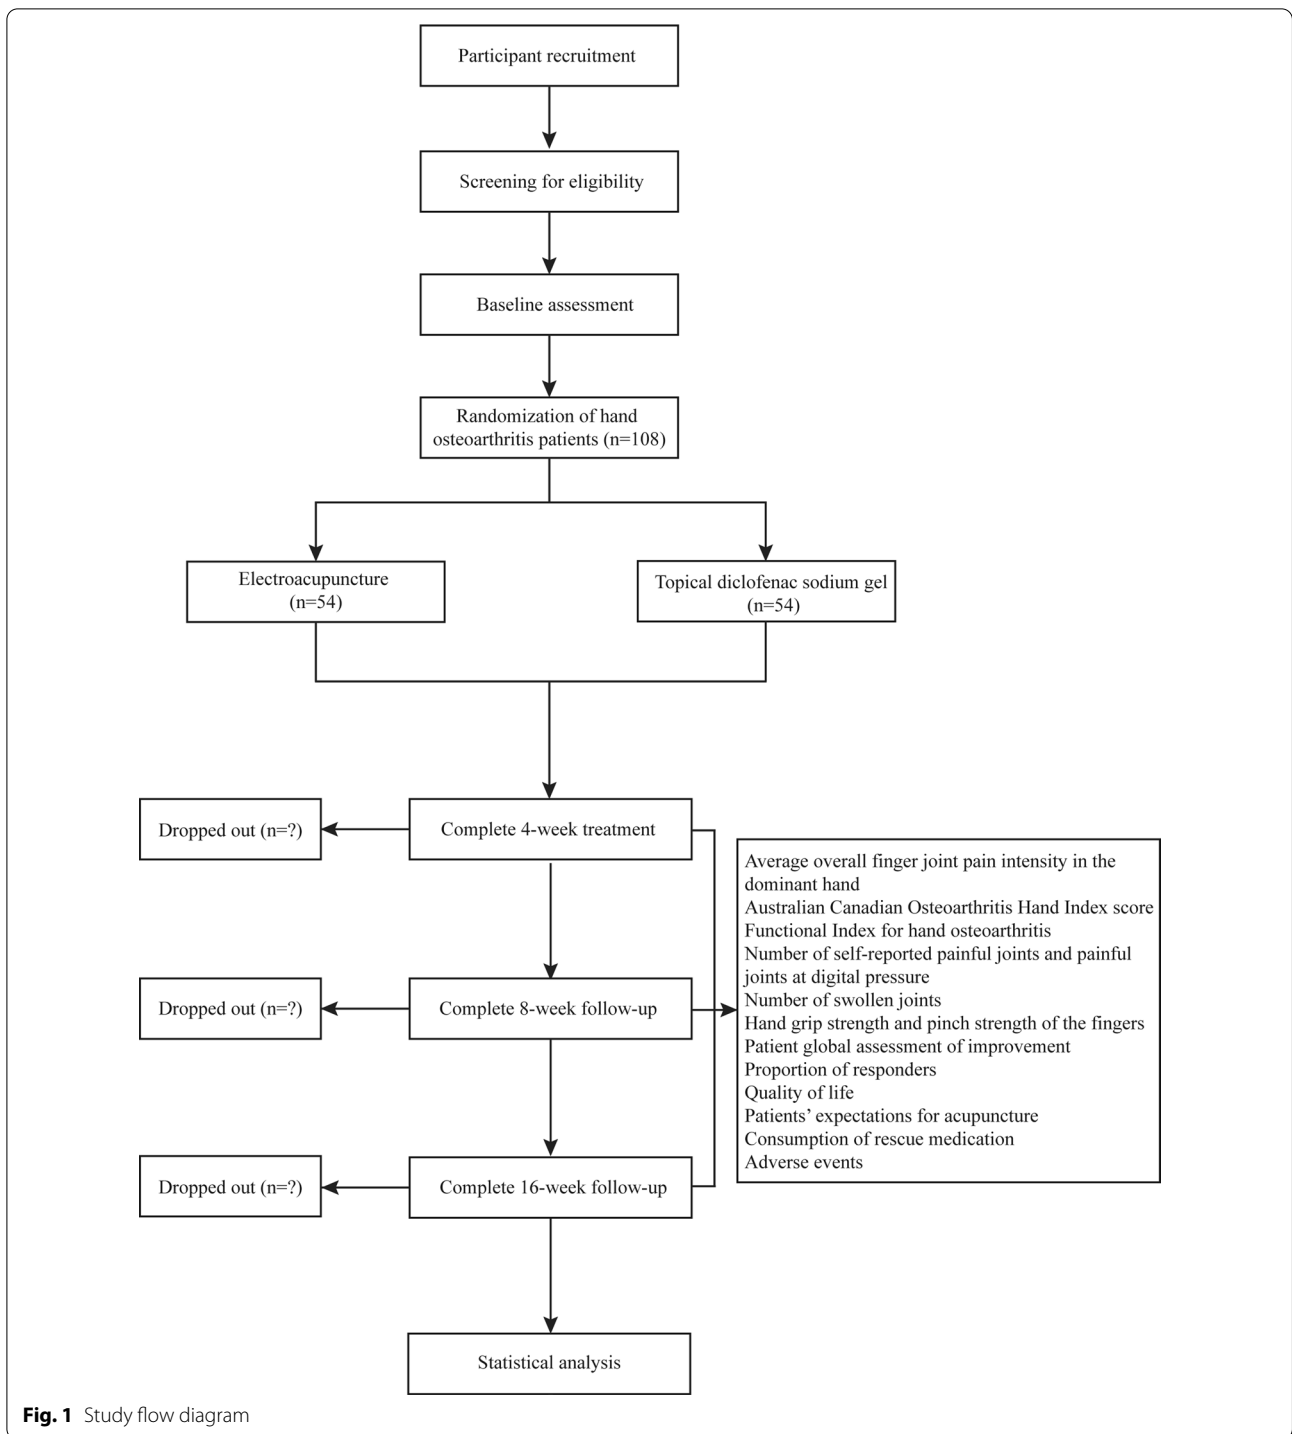 Participant recruitment
Screening for eligibility
Baseline assessment
Randomization of hand
osteoarthritis patients (n=108)
Electroacupuncture
(n=54)
Topical diclofenac sodium gel
(n=54)
Dropped out (n=?)
Complete 4-week treatment
Average overall finger joint pain intensity in the
dominant hand
Australian Canadian Osteoarthritis Hand Index score
Functional Index for hand osteoarthritis
Number of self-reported painful joints and painful
joints at digital pressure
Number of swollen joints
Hand grip strength and pinch strength of the fingers
Patient global assessment of improvement
Proportion of responders
Quality of life
Patients’ expectations for acupuncture
Consumption of rescue medication
Adverse events
Dropped out (n=?)
Complete 8-week follow-up
Dropped out (n=?)
Complete 16-week follow-up
Statistical analysis
Fig. 1 Study flow diagram